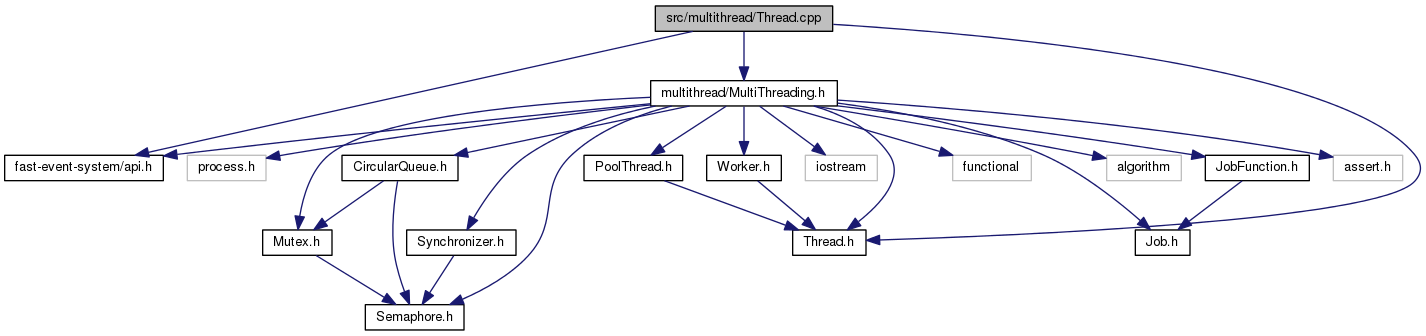 src/multithread/Thread.cpp
multithread/MultiThreading.h
fast-event-system/api.h
process.h
CircularQueue.h
PoolThread.h
Worker.h
iostream
functional
algorithm
JobFunction.h
assert.h
Mutex.h
Synchronizer.h
Thread.h
Job.h
Semaphore.h